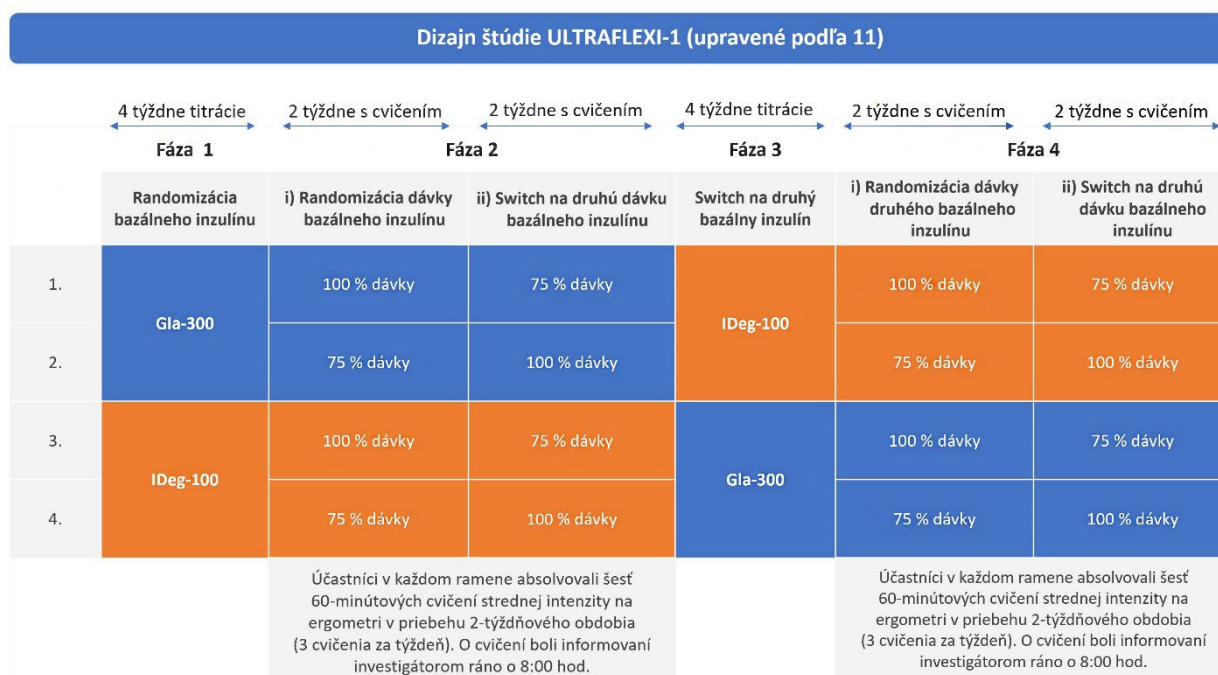 Dizajn štúdie ULTRAFLEXI-1 (upravené podľa 11)
4 týždne titrácie
2 týždne s cvičením
2 týždne s cvičením
4 týždne titrácie
2 týždne s cvičením
2 týždne s cvičením
Fáza 1
Fáza 2
Fáza 3
Fáza 4
Randomizácia
bazálneho inzulínu
i) Randomizácia dávky
bazálneho inzulínu
ii) Switch na druhú dávku
bazálneho inzulínu
Switch na druhý
bazálny inzulín
i) Randomizácia dávky
druhého bazálneho
inzulínu
ii) Switch na druhú
dávku bazálneho
inzulínu
1.
Gla-300
100 % dávky
75 % dávky
IDeg-100
100 % dávky
75 % dávky
2.
75 % dávky
100 % dávky
75 % dávky
100 % dávky
3.
IDeg-100
100 % dávky
75 % dávky
Gla-300
100 % dávky
75 % dávky
4.
75 % dávky
100 % dávky
75 % dávky
100 % dávky
Účastníci v každom ramene absolvovali šesť
60-minútových cvičení strednej intenzity na
ergometri v priebehu 2-týždňového obdobia
(3 cvičenia za týždeň). O cvičení boli informovaní
investigátorom ráno o 8:00 hod.
Účastníci v každom ramene absolvovali šesť
60-minútových cvičení strednej intenzity na
ergometri v priebehu 2-týždňového obdobia
(3 cvičenia za týždeň). O cvičení boli informovaní
investigátorom ráno o 8:00 hod.